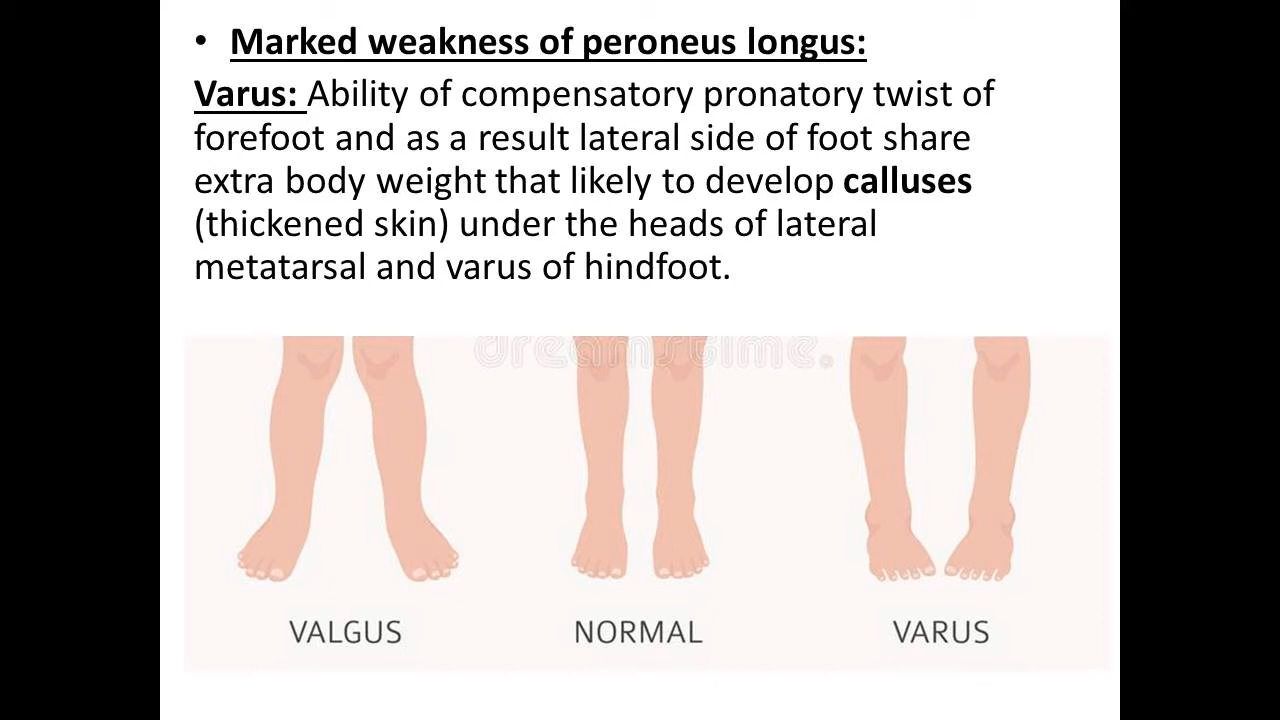 • Marked weakness of peroneus longus:
Varus: Ability of compensatory pronatory twist of
forefoot and as a result lateral side of foot share
extra body weight that likely to develop calluses
(thickened skin) under the heads of lateral
metatarsal and varus of hindfoot.
dreamstime.
VALGUS NORMAL VARUS